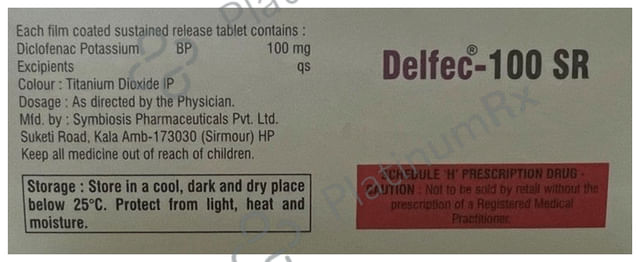 Each film coated sustained release tablet contains :
Diclofenac Potassium BP 100 mg
Excipients qs
Colour : Titanium Dioxide IP
Dosage : As directed by the Physician.
Mfd. by : Symbiosis Pharmaceuticals Pvt. Ltd.
Suketi Road, Kala Amb-173030 (Sirmour) HP
Keep all medicine out of reach of children.
Storage : Store in a cool, dark and dry place
below 25°C. Protect from light, heat and
moisture.
Delfec®-100 SR
SCHEDULE 'H' PRESCRIPTION DRUG -
CAUTION : Not to be sold by retail without the
prescription of a Registered Medical
Practitioner.
PlatinumRx